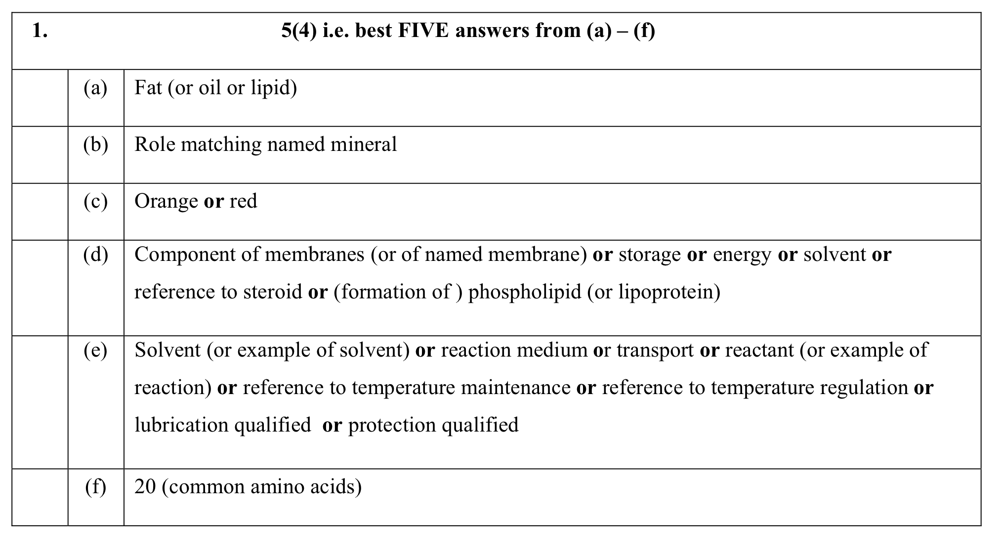 1. 5(4) i.e. best FIVE answers from (a) – (f)
(a) Fat (or oil or lipid)
(b) Role matching named mineral
(c) Orange or red
(d) Component of membranes (or of named membrane) or storage or energy or solvent or
reference to steroid or (formation of ) phospholipid (or lipoprotein)
(e) Solvent (or example of solvent) or reaction medium or transport or reactant (or example of
reaction) or reference to temperature maintenance or reference to temperature regulation or
lubrication qualified or protection qualified
(f) 20 (common amino acids)